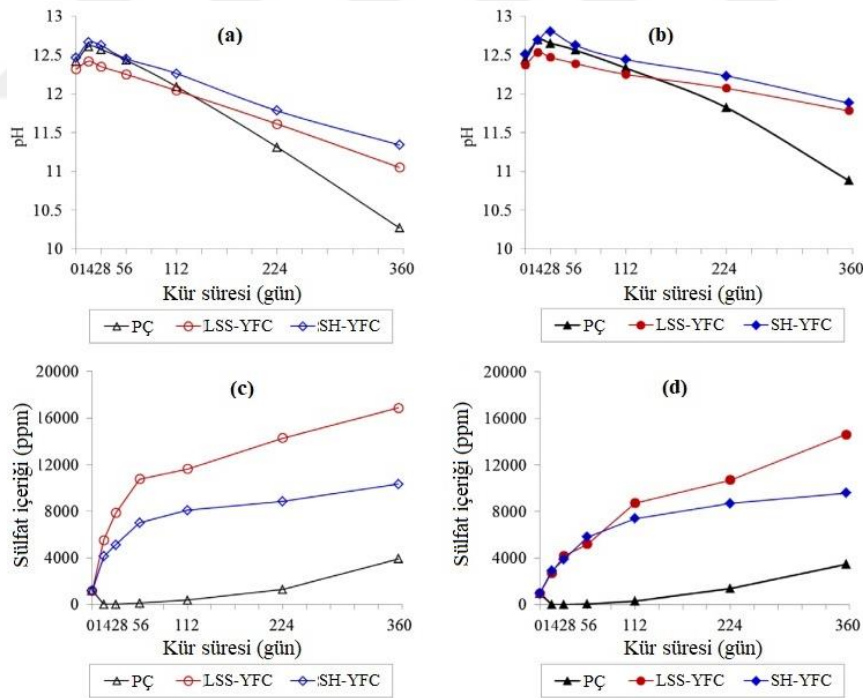 (a)
pH
13
12.5
12
11.5
11
10.5
10
01428 56 112 224 360
Kür süresi (gün)
PÇ LSS-YFC SH-YFC
(b)
pH
13
12.5
12
11.5
11
10.5
10
01428 56 112 224 360
Kür süresi (gün)
PÇ LSS-YFC SH-YFC
(c)
Sülfat içeriği (ppm)
20000
16000
12000
8000
4000
0
01428 56 112 224 360
Kür süresi (gün)
PÇ LSS-YFC SH-YFC
(d)
Sülfat içeriği (ppm)
20000
16000
12000
8000
4000
0
01428 56 112 224 360
Kür süresi (gün)
PÇ LSS-YFC SH-YFC